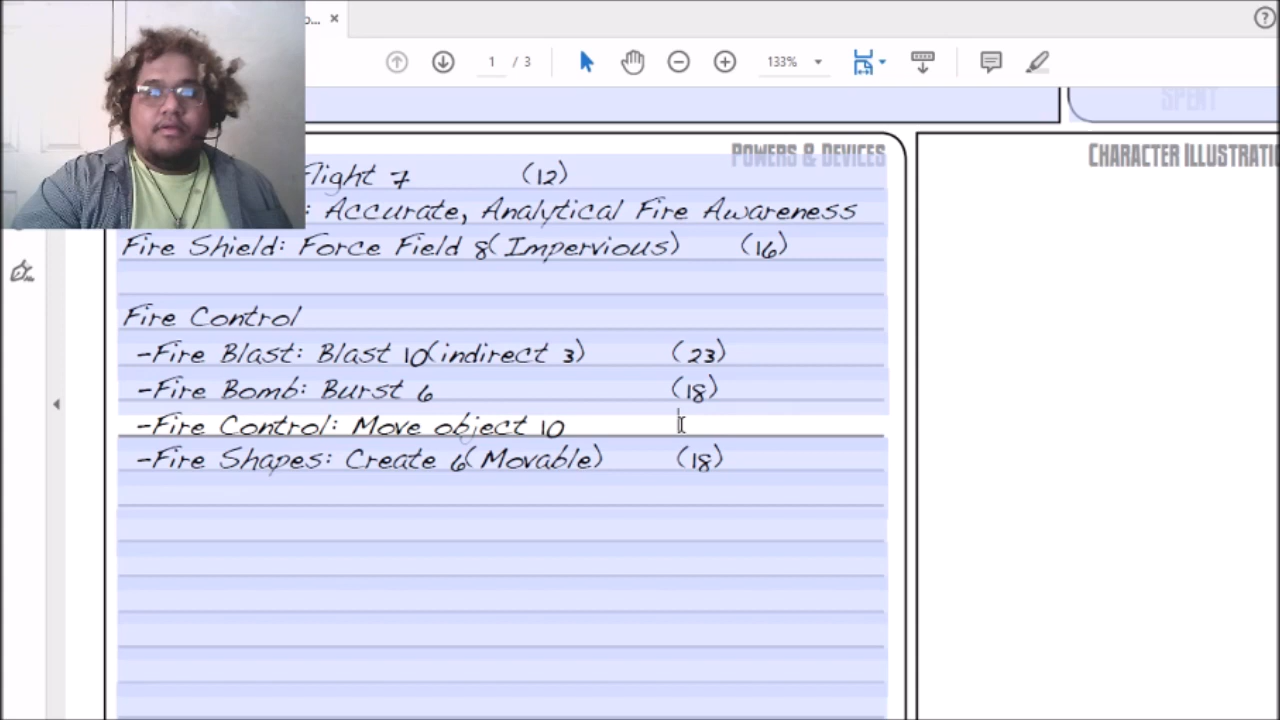 o... ×
1 / 3
133%
SPENT
POWERS & DEVICES
CHARACTER ILLUSTRATI
Flight 7 (12)
: Accurate, Analytical Fire Awareness
Fire Shield: Force Field 8(Impervious) (16)
Fire Control
-Fire Blast: Blast 10(indirect 3) (23)
-Fire Bomb: Burst 6 (18)
-Fire Control: Move object 10
-Fire Shapes: Create 6(Movable) (18)